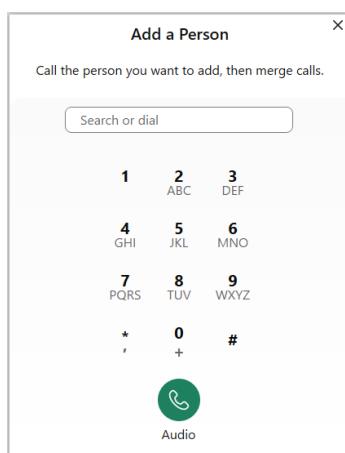 Add a Person
Call the person you want to add, then merge calls.
Search or dial
1 2 3
ABC DEF
4 5 6
GHI JKL MNO
7 8 9
PQRS TUV WXYZ
* 0 #
, +
Audio